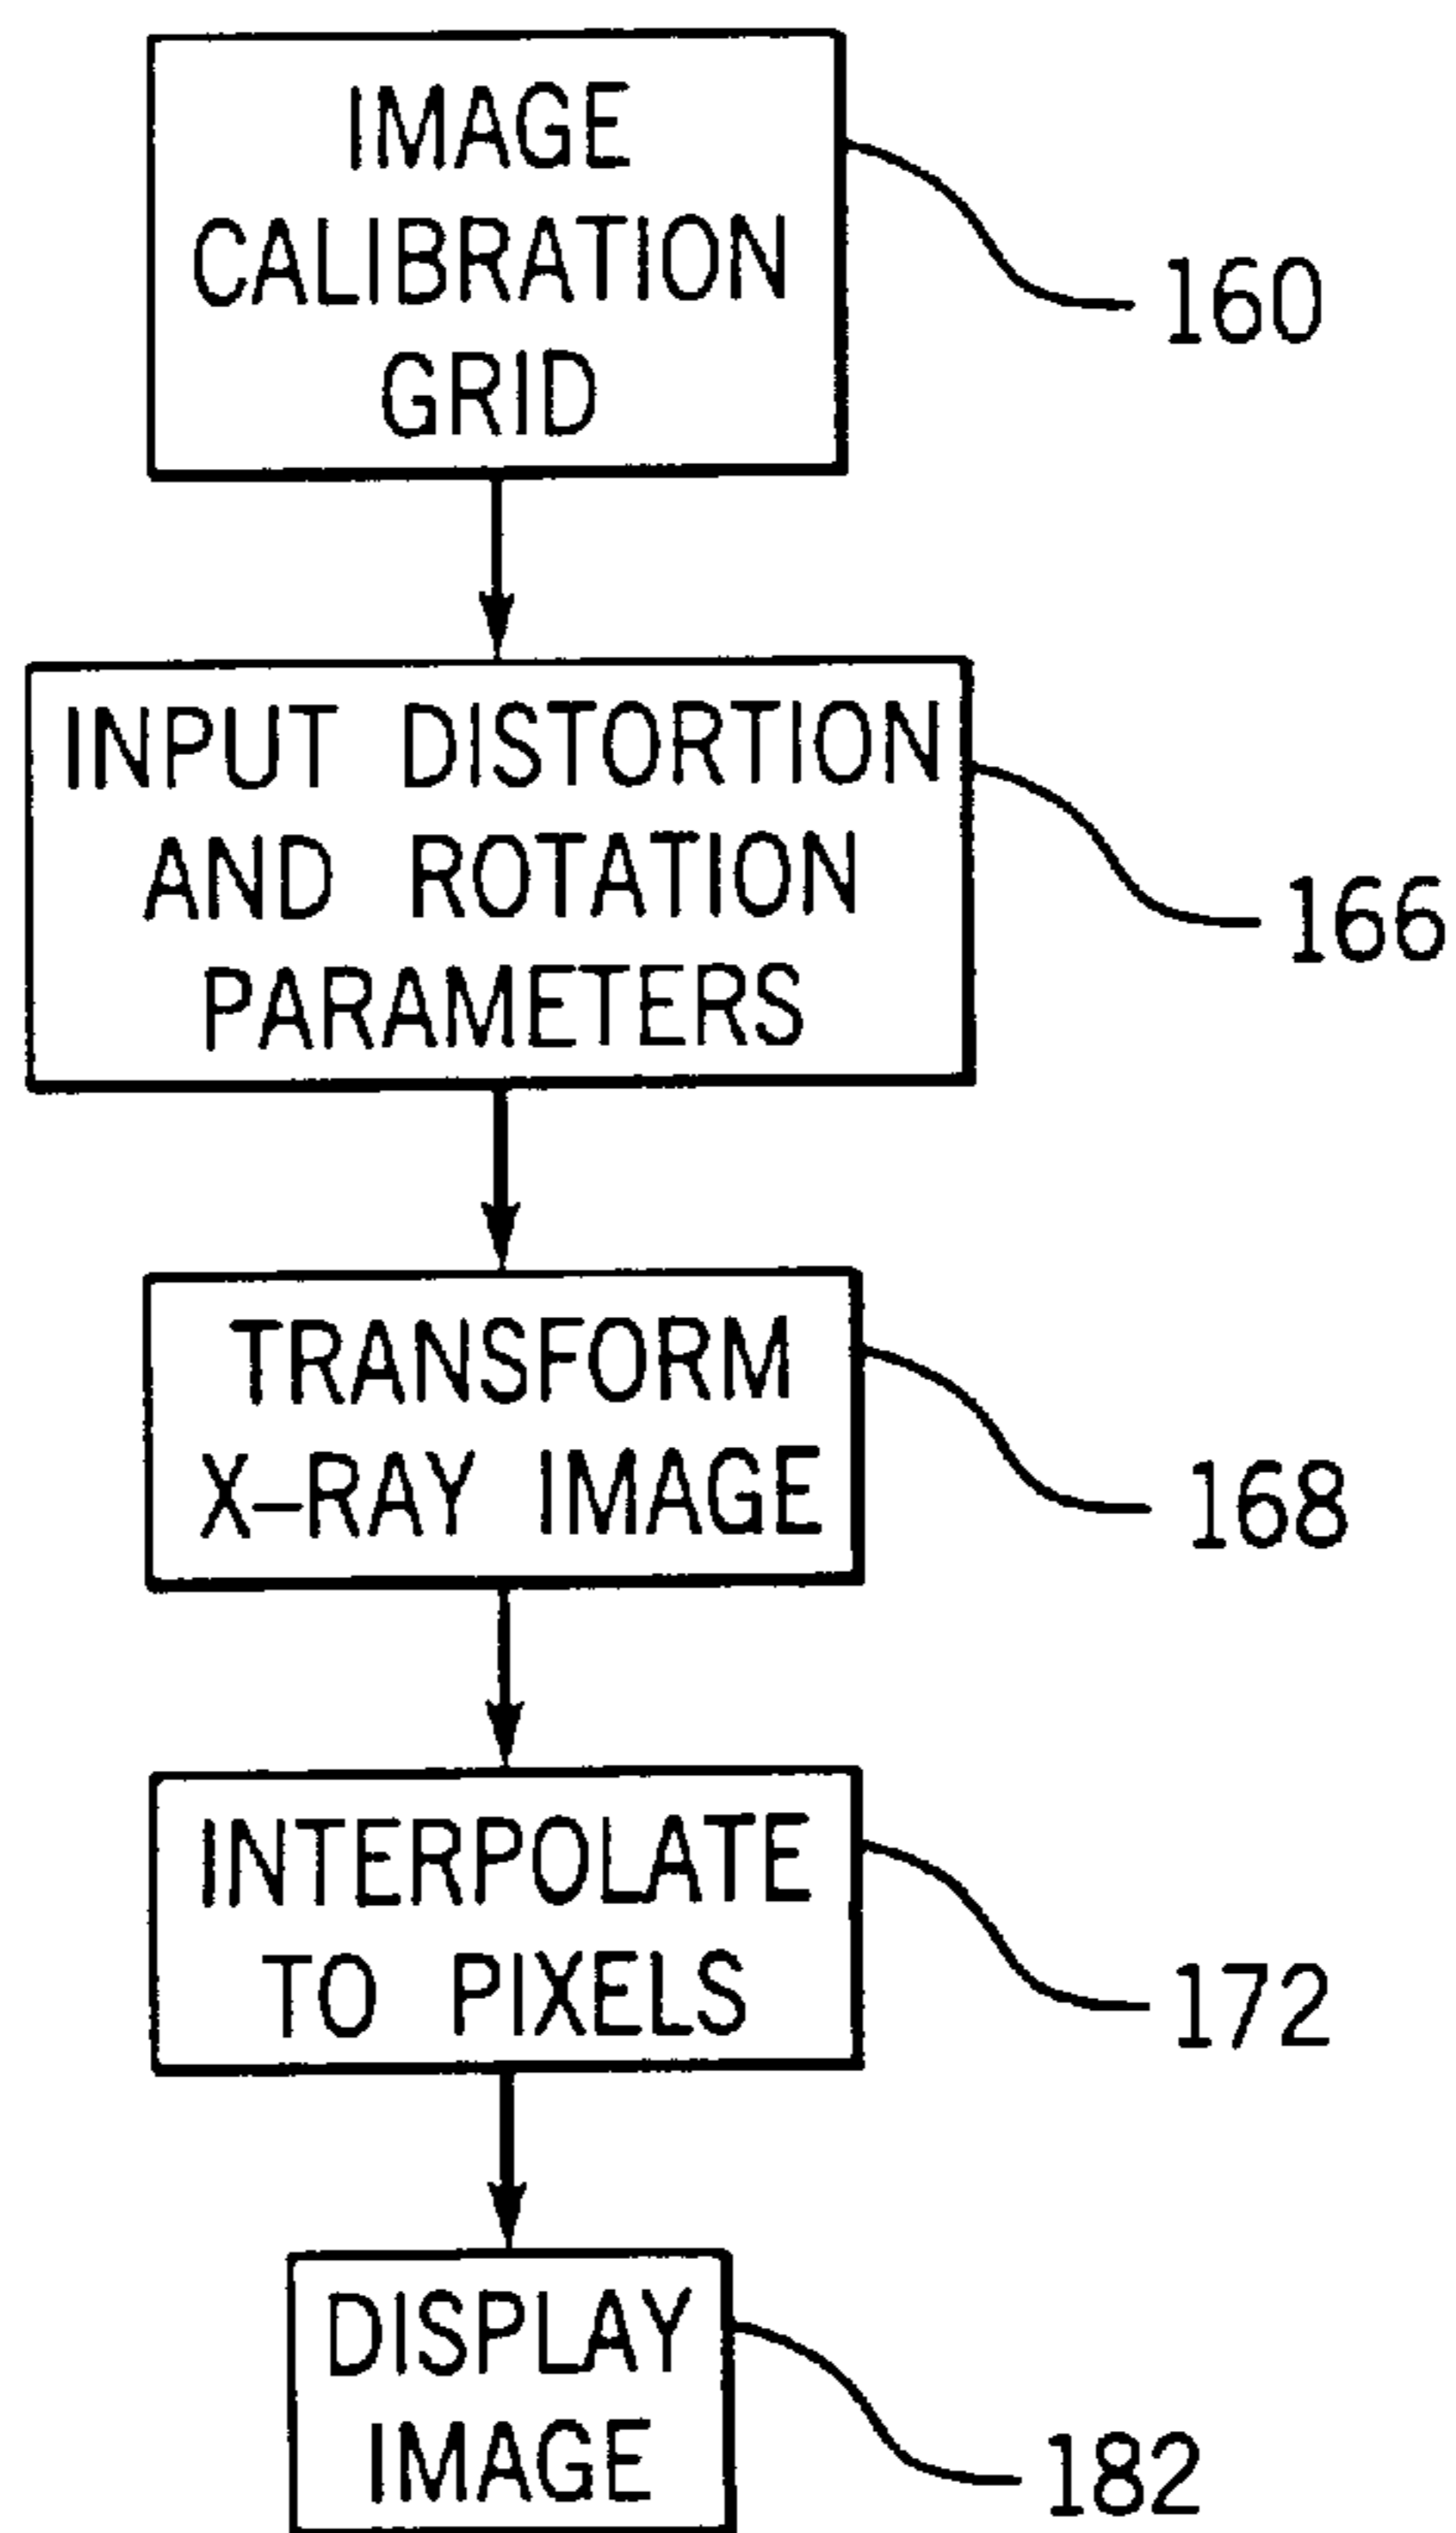 IMAGE
CALIBRATION
GRID
160
INPUT DISTORTION
AND ROTATION
PARAMETERS
166
TRANSFORM
X-RAY IMAGE
168
INTERPOLATE
TO PIXELS
172
DISPLAY
IMAGE
182